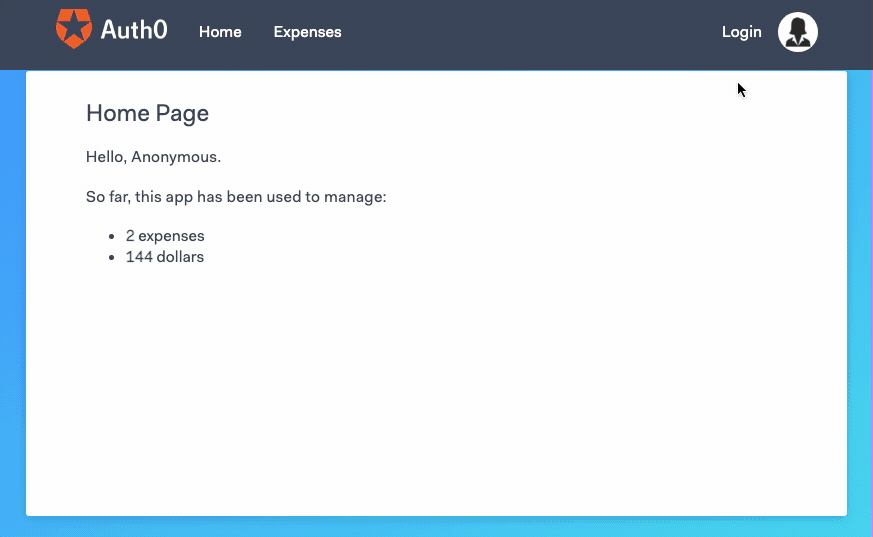 Auth0 Home Expenses Login
Home Page
Hello, Anonymous.
So far, this app has been used to manage:
2 expenses
144 dollars